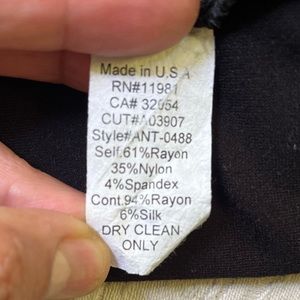 Made in U.S.A
RN#11981
CA# 32054
CUT#A03907
Style#ANT-0488
Self:61%Rayon
35%Nylon
4%Spandex
Cont.94%Rayon
6%Silk
DRY CLEAN
ONLY